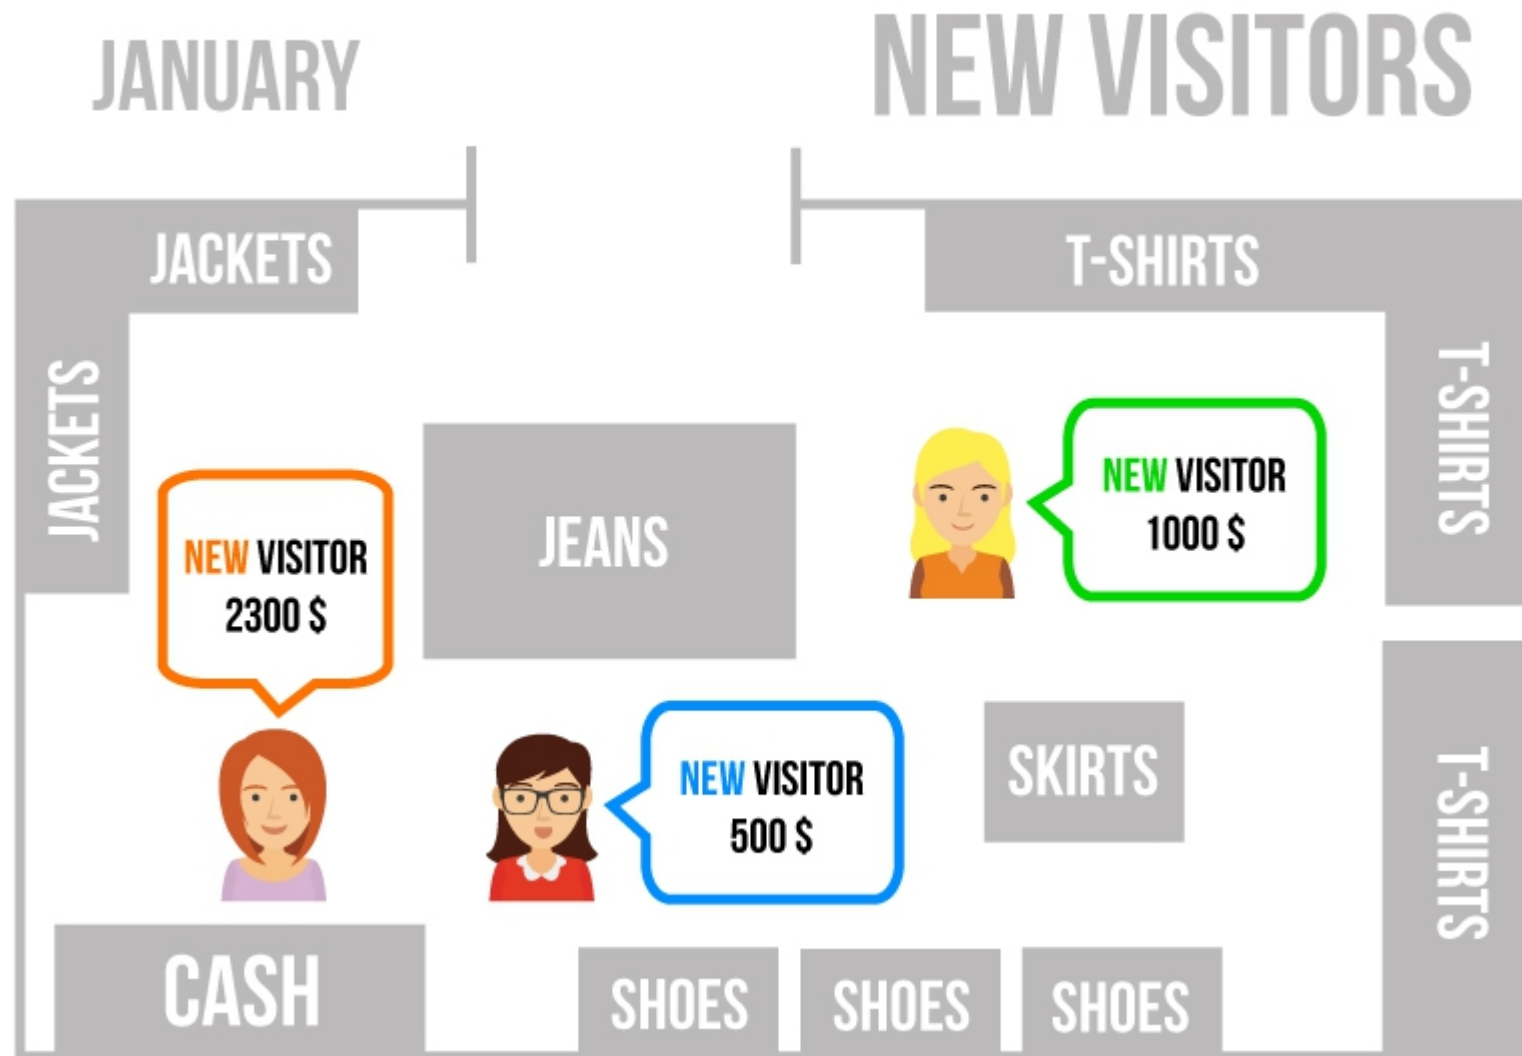 JANUARY
NEW VISITORS
JACKETS
T-SHIRTS
JACKETS
T-SHIRTS
NEW VISITOR
1000 $
NEW VISITOR
2300 $
JEANS
NEW VISITOR
500 $
SKIRTS
T-SHIRTS
CASH
SHOES
SHOES
SHOES